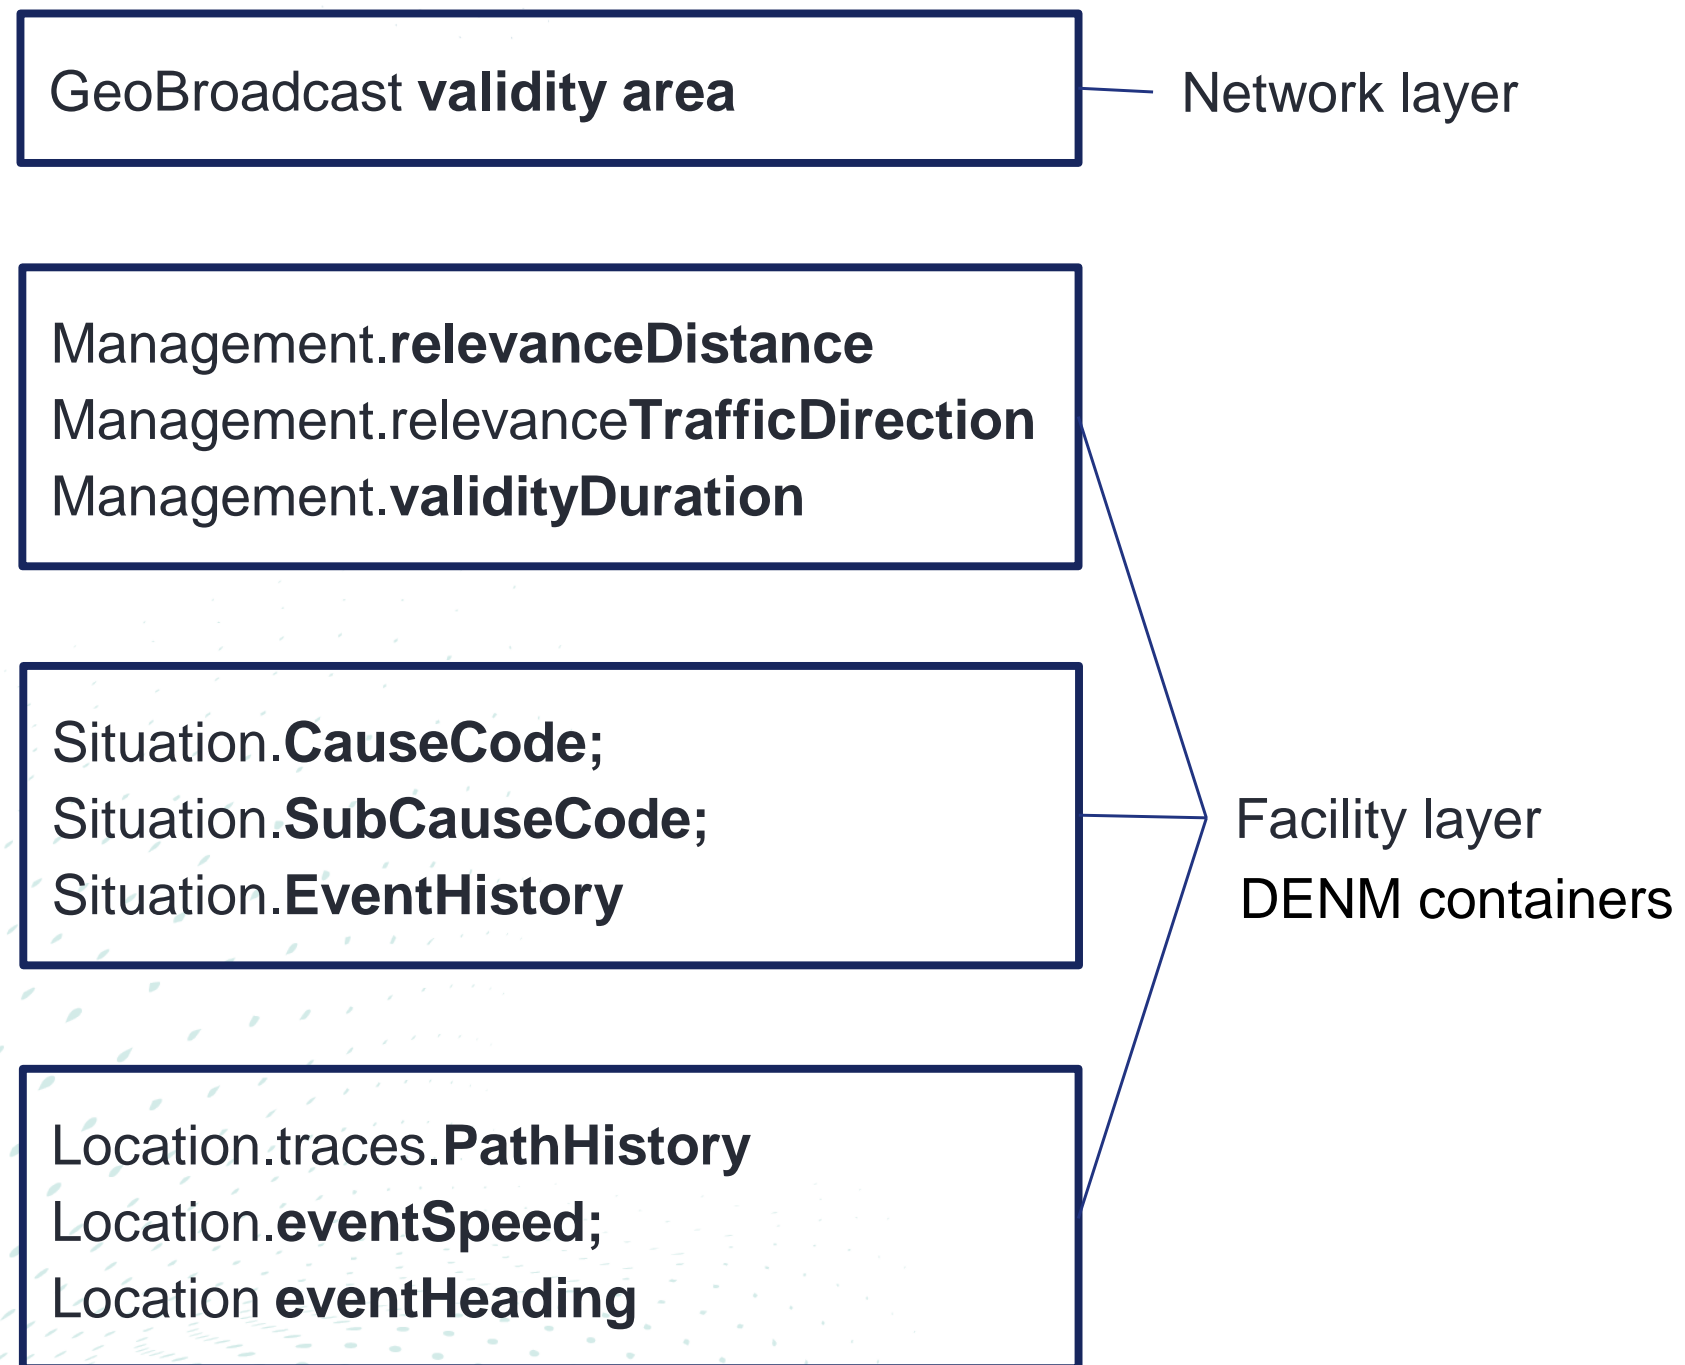 GeoBroadcast validity area
Network layer
Management.relevanceDistance
Management.relevanceTrafficDirection
Management.validityDuration
Situation.CauseCode;
Situation.SubCauseCode;
Situation.EventHistory
Facility layer
DENM containers
Location.traces.PathHistory
Location.eventSpeed;
Location eventHeading